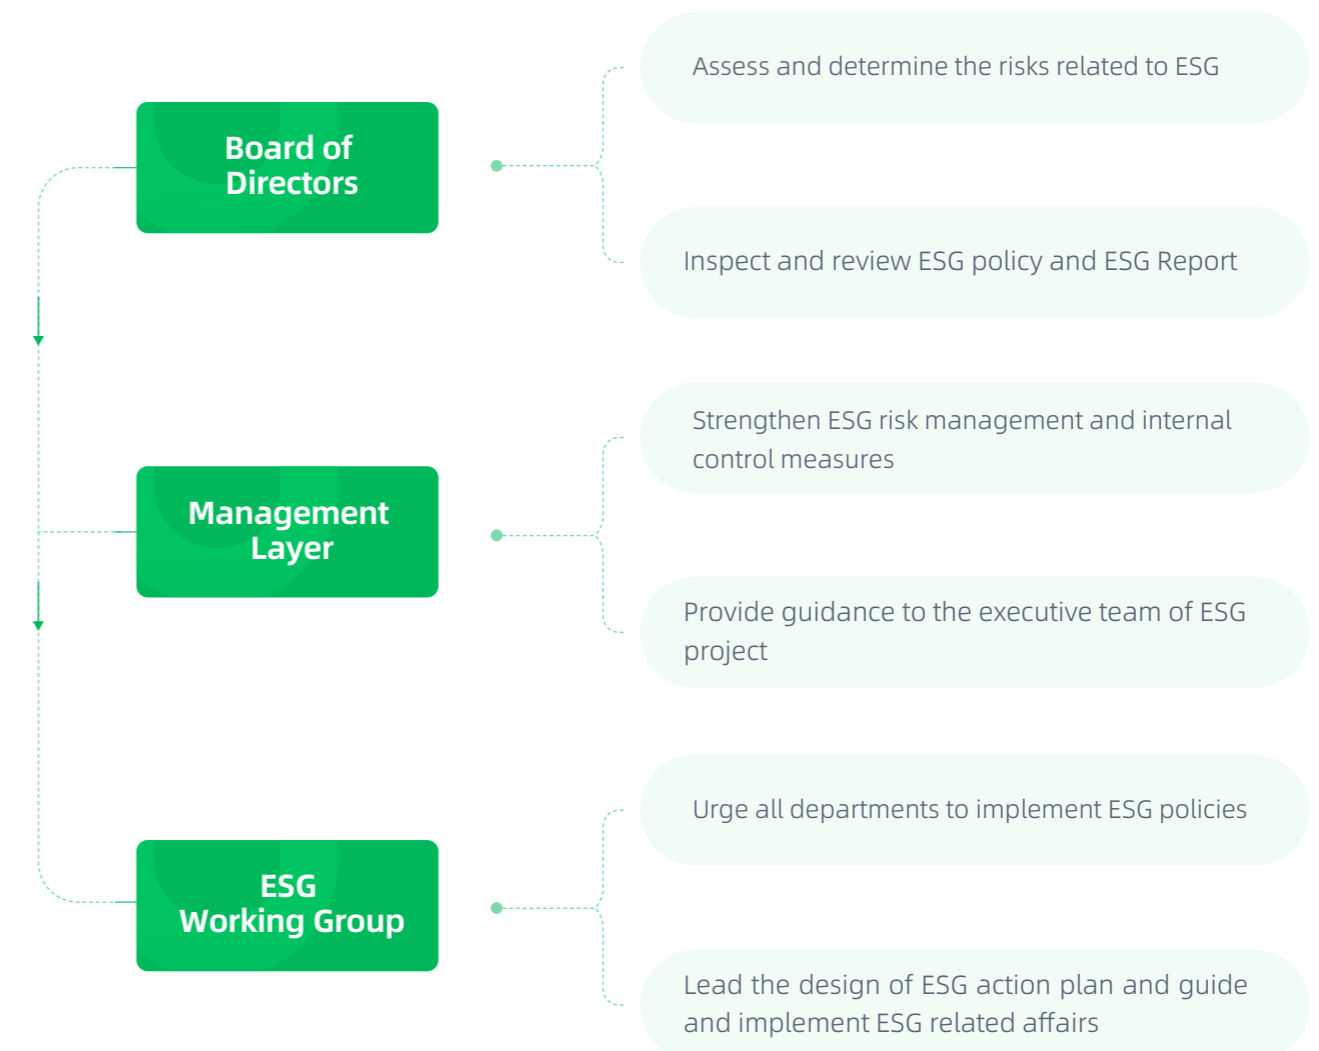 Board of
Directors
Assess and determine the risks related to ESG
Inspect and review ESG policy and ESG Report
Management
Layer
Strengthen ESG risk management and internal
control measures
Provide guidance to the executive team of ESG
project
ESG
Working Group
Urge all departments to implement ESG policies
Lead the design of ESG action plan and guide
and implement ESG related affairs